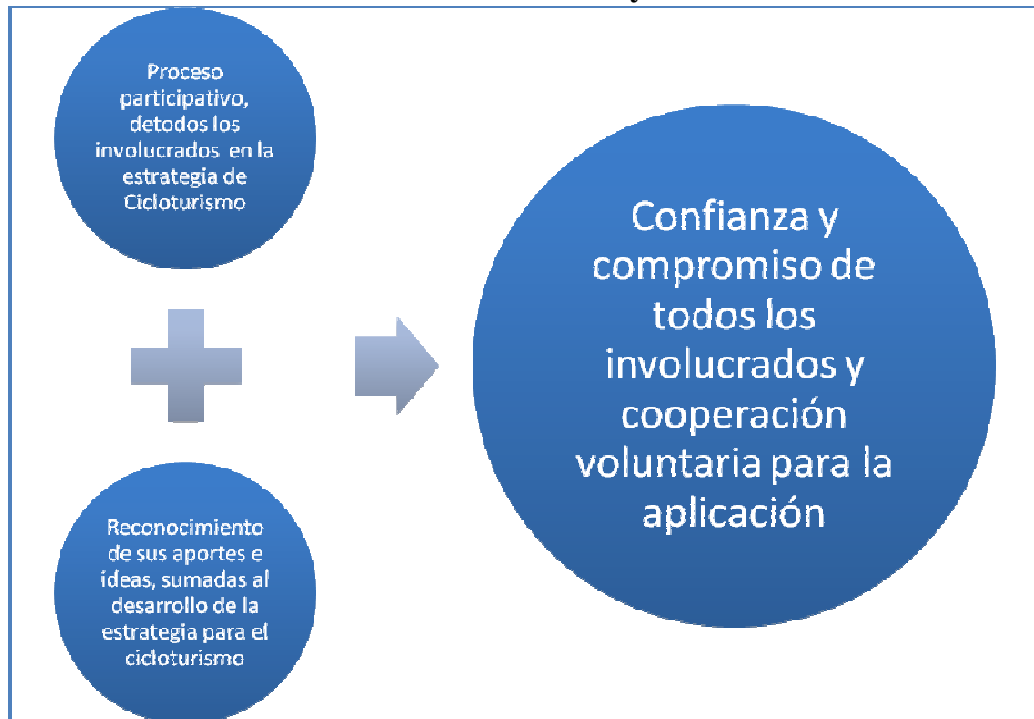 Proceso
participativo,
detodos los
involucrados en la
estrategia de
Cicloturismo
Reconocimiento
de sus aportes e
ideas, sumadas al
desarrollo de la
estrategia para el
cicloturismo
Confianza y
compromiso de
todos los
involucrados y
cooperación
voluntaria para la
aplicación